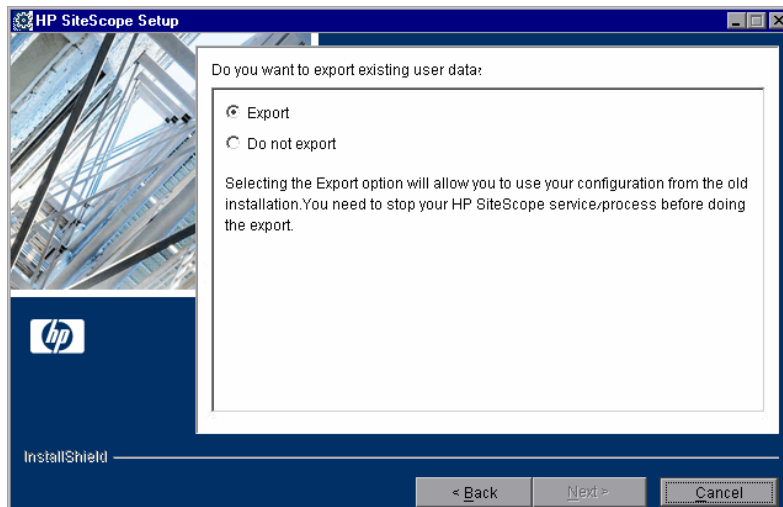 HP SiteScope Setup
Do you want to export existing user data?
Export
Do not export
Selecting the Export option will allow you to use your configuration from the old
installation.You need to stop your HP SiteScope service/process before doing
the export.
hp
InstallShield
< Back
Next >
Cancel